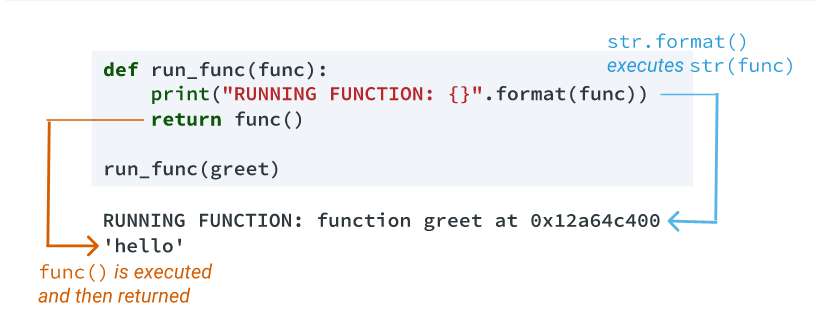 str.format()
executes str(func)
def run_func(func):
    print("RUNNING FUNCTION: {}".format(func))
    return func()
run_func(greet)
RUNNING FUNCTION: function greet at 0x12a64c400
'hello'
func() is executed
and then returned